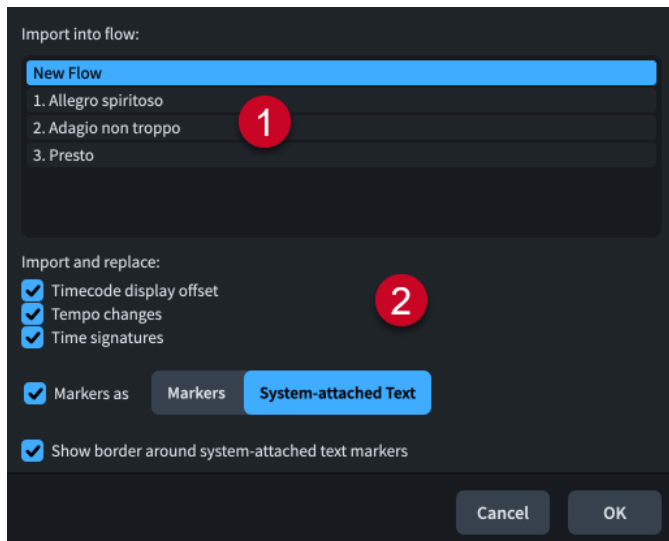 Import into flow:
New Flow
1. Allegro spiritoso
1
2. Adagio non troppo
3. Presto
Import and replace:
Timecode display offset
Tempo changes
2
Time signatures
Markers as Markers System-attached Text
Show border around system-attached text markers
Cancel OK